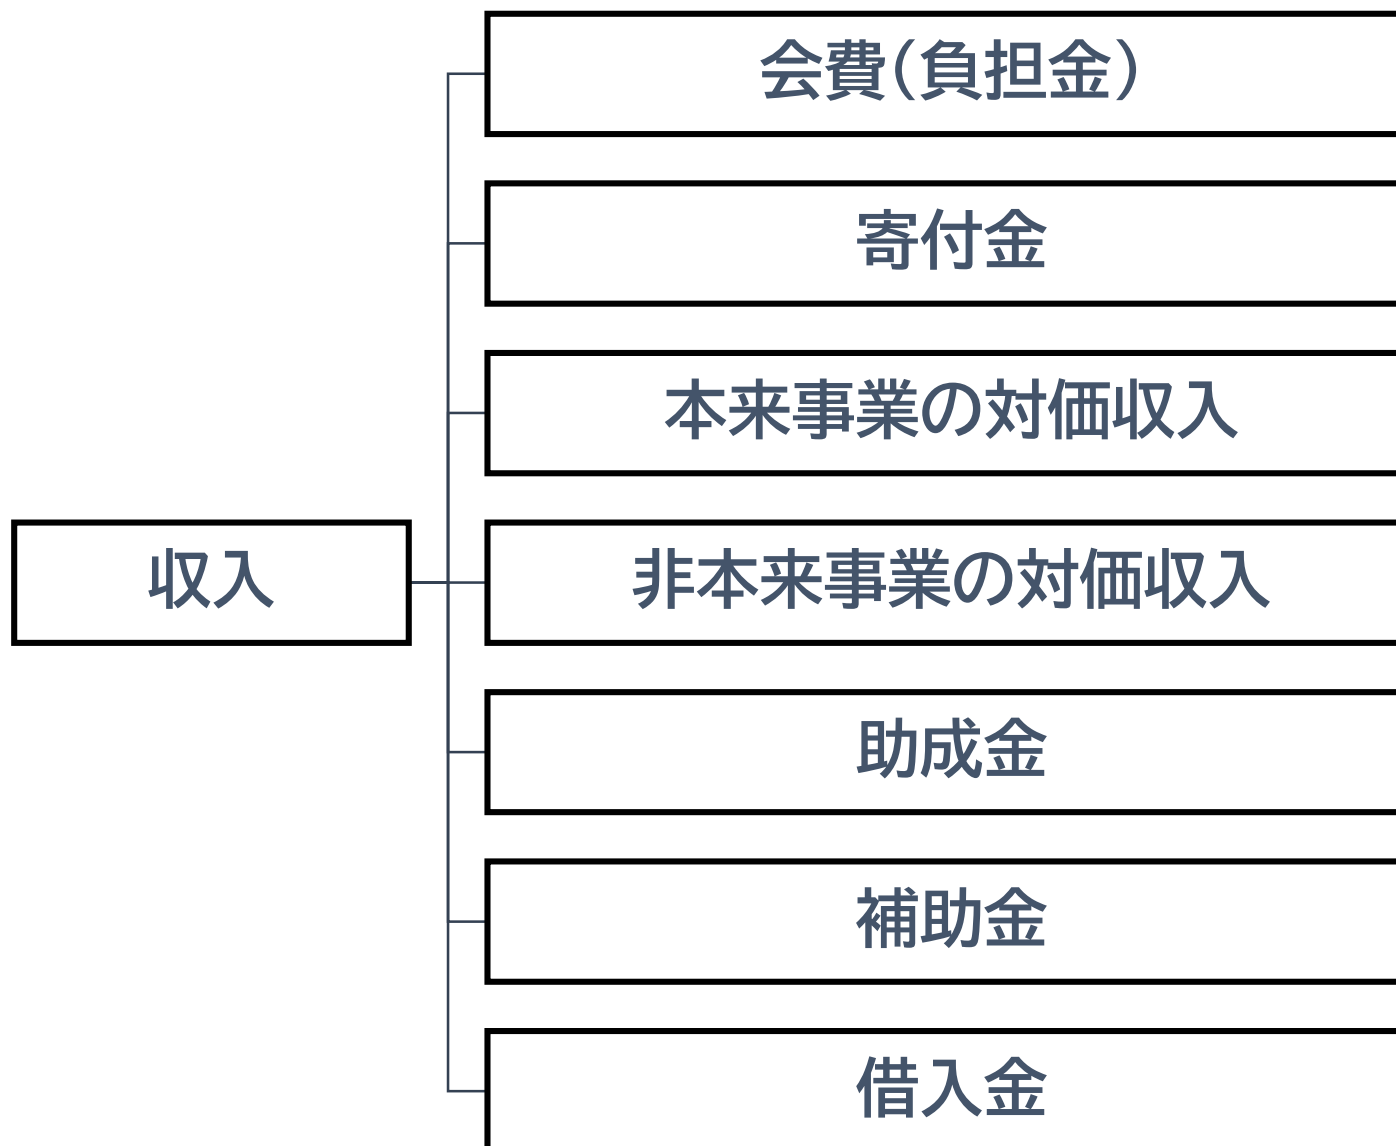 会費(負担金)
寄付金
本来事業の対価収入
収入
非本来事業の対価収入
助成金
補助金
借入金